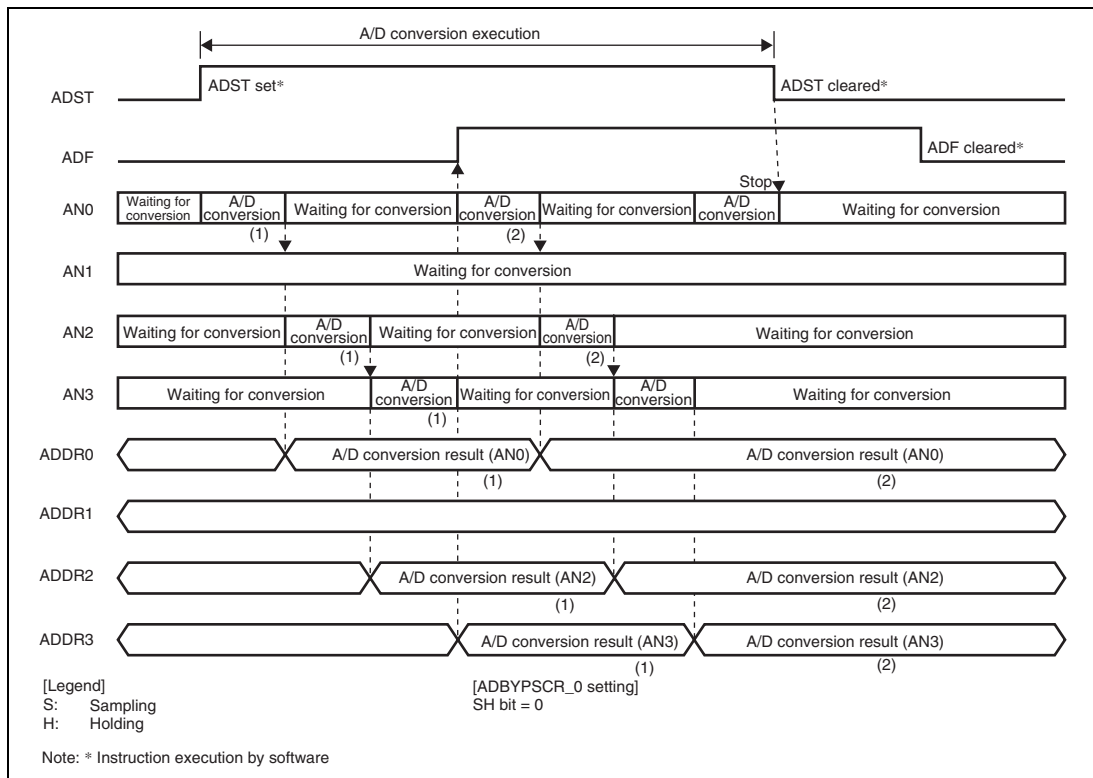 A/D conversion execution
ADST ADST set* ADST cleared*
ADF ADF cleared*
Stop
AN0 Waiting for conversion A/D conversion Waiting for conversion A/D conversion Waiting for conversion A/D conversion Waiting for conversion
(1) (2)
AN1 Waiting for conversion
AN2 Waiting for conversion A/D conversion Waiting for conversion A/D conversion Waiting for conversion
(1) (2)
AN3 Waiting for conversion A/D conversion Waiting for conversion A/D conversion Waiting for conversion
(1)
ADDR0 A/D conversion result (AN0) A/D conversion result (AN0)
(1) (2)
ADDR1
ADDR2 A/D conversion result (AN2) A/D conversion result (AN2)
(1) (2)
ADDR3 A/D conversion result (AN3) A/D conversion result (AN3)
(1) (2)
[Legend] [ADBYPSCR_0 setting]
S: Sampling SH bit = 0
H: Holding
Note: * Instruction execution by software